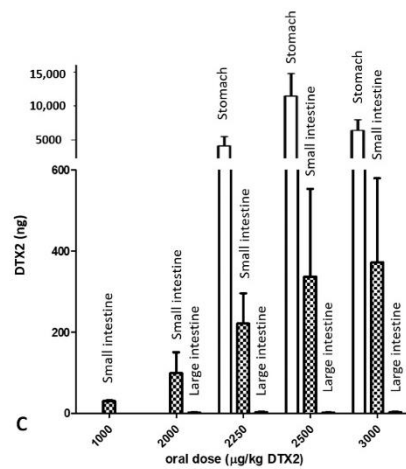 15,000
10,000
5000
600
400
200
0
DTX2 (ng)
Small intestine
Small intestine
Large intestine
Stomach
Small intestine
Large intestine
Stomach
Small intestine
Large intestine
Stomach
Small intestine
Large intestine
C
1000
2000
2250
2500
3000
oral dose (µg/kg DTX2)